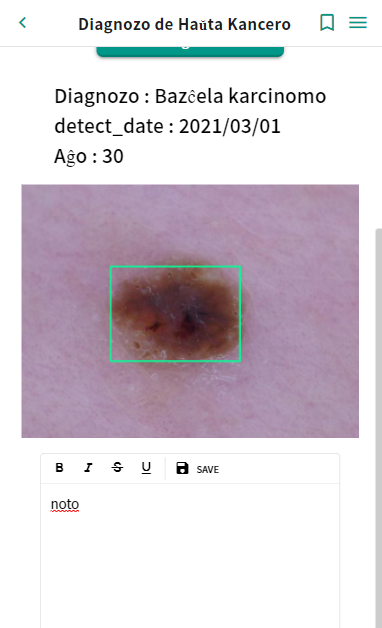 Diagnozo de Haŭta Kancero
Diagnozo : Bazĉela karcinomo
detect_date : 2021/03/01
Aĝo : 30
B I S U SAVE
noto